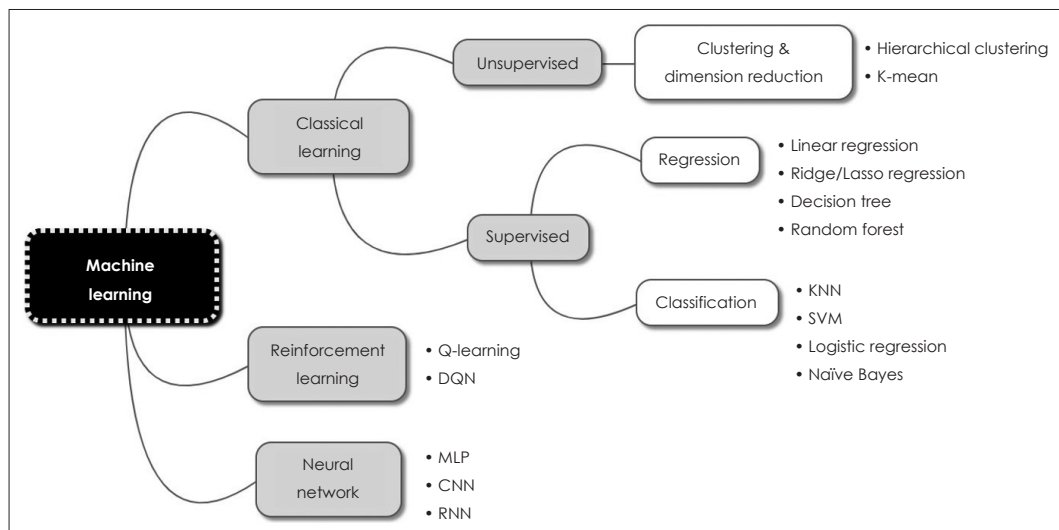 Machine
learning
Classical
learning
Unsupervised
Clustering &
dimension reduction
• Hierarchical clustering
• K-mean
Supervised
Regression
• Linear regression
• Ridge/Lasso regression
• Decision tree
• Random forest
Classification
• KNN
• SVM
• Logistic regression
• Naïve Bayes
Reinforcement
learning
• Q-learning
• DQN
Neural
network
• MLP
• CNN
• RNN